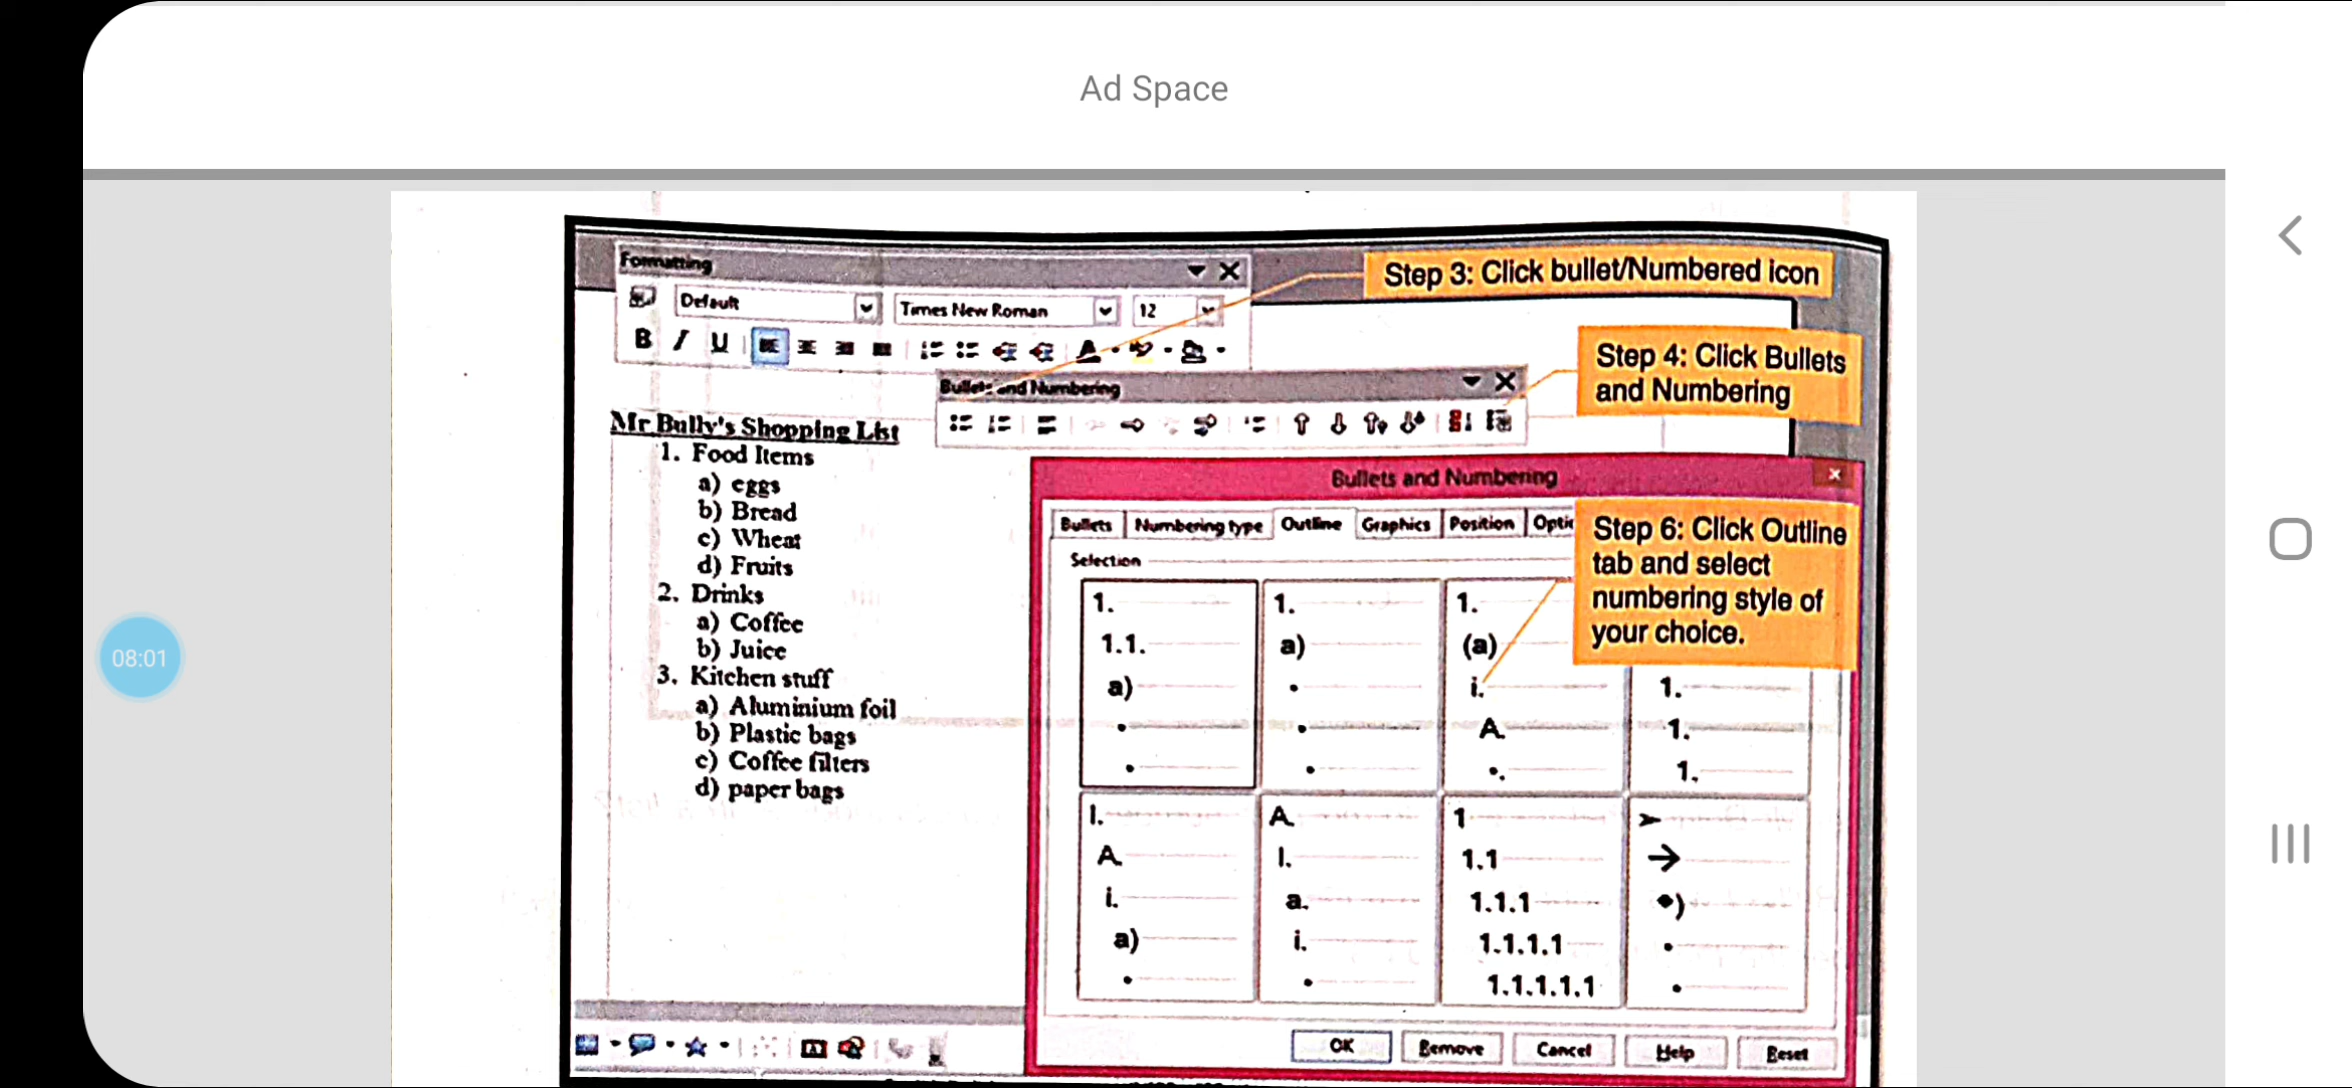 Ad Space
Formatting
Default
Times New Roman
12
B I U
A
Step 3: Click bullet/Numbered icon
Step 4: Click Bullets
and Numbering
Bullets and Numbering
Mr Bully's Shopping List
1. Food Items
a) eggs
b) Bread
c) Wheat
d) Fruits
2. Drinks
a) Coffee
b) Juice
3. Kitchen stuff
a) Aluminium foil
b) Plastic bags
c) Coffee filters
d) paper bags
Bullets and Numbering
Bullets Numbering type Outline Graphics Position Optio
Step 6: Click Outline
tab and select
numbering style of
your choice.
Selection
1.
1.1.
a)
•
•
1.
a)
•
•
•
1.
(a)
i.
A.
•.
1.
1.
1.
I.
A.
i.
a)
•
A.
I.
a.
i.
•
1
1.1
1.1.1
1.1.1.1
1.1.1.1.1
➢
→
◆)
•
•
OK Remove Cancel Help Reset
08:01